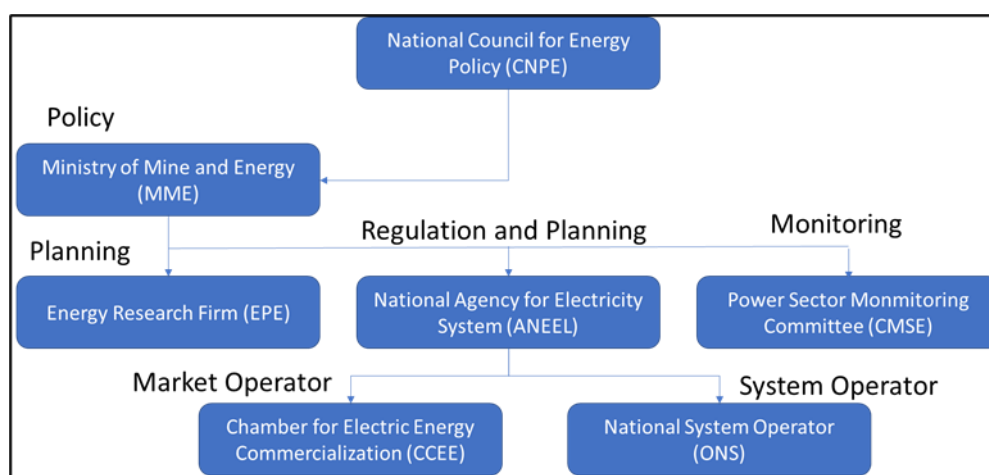 National Council for Energy
Policy (CNPE)
Policy
Ministry of Mine and Energy
(MME)
Regulation and Planning
Monitoring
Planning
Energy Research Firm (EPE)
National Agency for Electricity
System (ANEEL)
Power Sector Monmitoring
Committee (CMSE)
Market Operator
System Operator
Chamber for Electric Energy
Commercialization (CCEE)
National System Operator
(ONS)